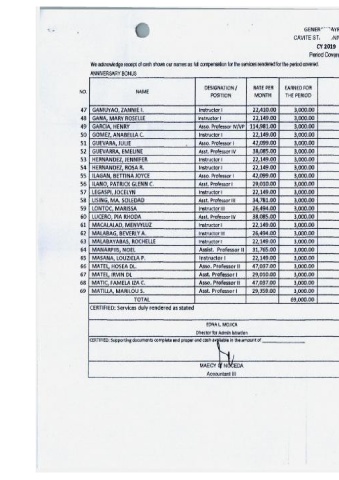 CAVITE ST.
CY 2019
Period Covere
We acknowledge receipt of cash shown our names as full compensation for the services rendered for the period covered
ANNIVERSARY BONUS
NO. NAME DESIGNATION / POSITION RATE PER MONTH EARNED FOR THE PERIOD
47 GAMUYAO, ZANNIE I. Instructor I 22,410.00 3,000.00
48 GANA, MARY ROSELLE Instructor I 22,149.00 3,000.00
49 GARCIA, HENRY Asso. Professor IV/VP 114,981.00 3,000.00
50 GOMEZ, ANABELLA C. Instructor I 22,149.00 3,000.00
51 GUEVARA, JULIE Asso. Professor I 42,099.00 3,000.00
52 GUEVARRA, EMELINE Asst. Professor IV 38,085.00 3,000.00
53 HERNANDEZ, JENNIFER Instructor I 22,149.00 3,000.00
54 HERNANDEZ, ROSA R. Instructor I 22,149.00 3,000.00
55 ILAGAN, BETTINA JOYCE Asso. Professor I 42,099.00 3,000.00
56 ILANO, PATRICK GLENN C. Asst. Professor I 29,010.00 3,000.00
57 LEGASPI, JOCELYN Instructor I 22,149.00 3,000.00
58 LISING, MA. SOLEDAD Asst. Professor III 34,781.00 3,000.00
59 LONTOC, MARISSA Instructor III 26,494.00 3,000.00
60 LUCERO, PIA RHODA Asst. Professor IV 38,085.00 3,000.00
61 MACALALAD, MENVYLUZ Instructor I 22,149.00 3,000.00
62 MALABAG, BEVERLY A. Instructor III 26,494.00 3,000.00
63 MALABAYABAS, ROCHELLE Instructor I 22,149.00 3,000.00
64 MANARPIIS, NOEL Assist. Professor II 31,765.00 3,000.00
65 MASANA, LOUZIELA P. Instructor I 22,149.00 3,000.00
66 MATEL, HOSEA DL. Asso. Professor II 47,037.00 3,000.00
67 MATEL, IRVIN DL Asst. Professor I 29,010.00 3,000.00
68 MATIC, FAMELA IZA C. Asso. Professor II 47,037.00 3,000.00
69 MATILLA, MARILOU S. Asst. Professor I 29,359.00 3,000.00
TOTAL 69,000.00
CERTIFIED: Services duly rendered as stated
EDNA L. MOJICA
Director for Admin
CERTIFIED: Supporting documents complete and proper and cash available in the amount of
MAECY O. NOCEDA
Accountant III